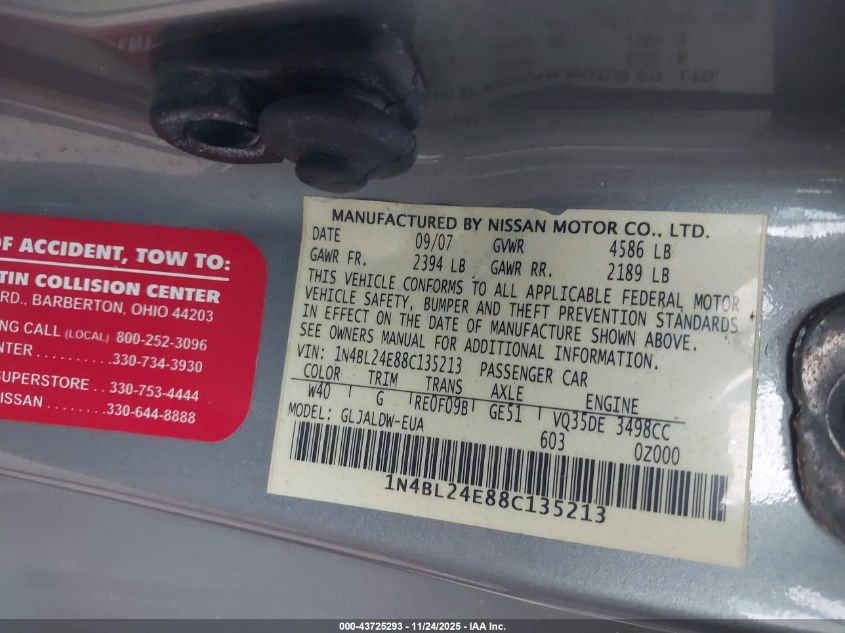 OF ACCIDENT, TOW TO:
TIN COLLISION CENTER
RD., BARBERTON, OHIO 44203
NG CALL (LOCAL) 800-252-3096
ENTER .......... 330-734-3930
SUPERSTORE .... 330-753-4444
NISSAN .......... 330-644-8888
MANUFACTURED BY NISSAN MOTOR CO., LTD.
DATE 09/07 GVWR 4586 LB
GAWR FR. 2394 LB GAWR RR. 2189 LB
THIS VEHICLE CONFORMS TO ALL APPLICABLE FEDERAL MOTOR
VEHICLE SAFETY, BUMPER AND THEFT PREVENTION STANDARDS
IN EFFECT ON THE DATE OF MANUFACTURE SHOWN ABOVE.
SEE OWNERS MANUAL FOR ADDITIONAL INFORMATION.
VIN: 1N4BL24E88C135213 PASSENGER CAR
COLOR TRIM TRANS AXLE ENGINE
W40 G RE0F09B GE51 VQ35DE 3498CC
MODEL: GLJALDW-EUA 603 0Z000
1N4BL24E88C135213
000-43725293 - 11/24/2025 - IAA Inc.